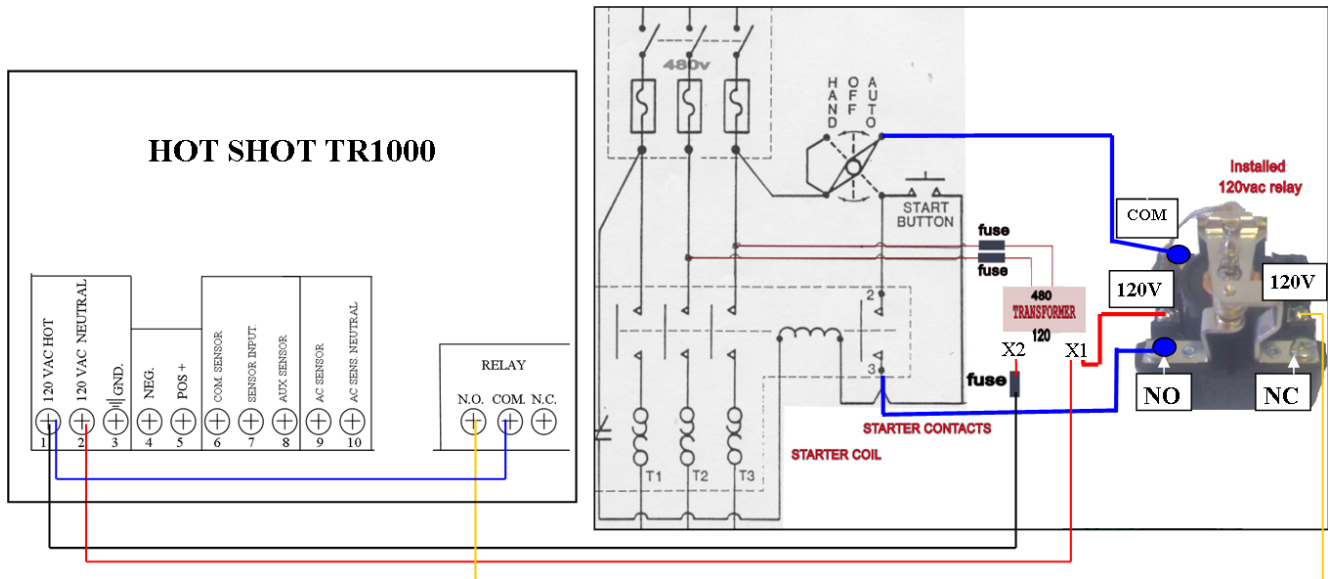 HOT SHOT TR1000
120 VAC HOT
120 VAC NEUTRAL
GND.
NEG.
POS +
COM. SENSOR
SENSOR INPUT.
AUX SENSOR
AC SENSOR
AC SENS. NEUTRAL
1
2
3
4
5
6
7
8
9
10
RELAY
N.O. COM. N.C.
480v
HAND
OFF
AUTO
START
BUTTON
fuse
fuse
480
TRANSFORMER
120
X2
X1
fuse
2
3
STARTER CONTACTS
STARTER COIL
T1
T2
T3
Installed
120vac relay
COM
120V
120V
NO
NC